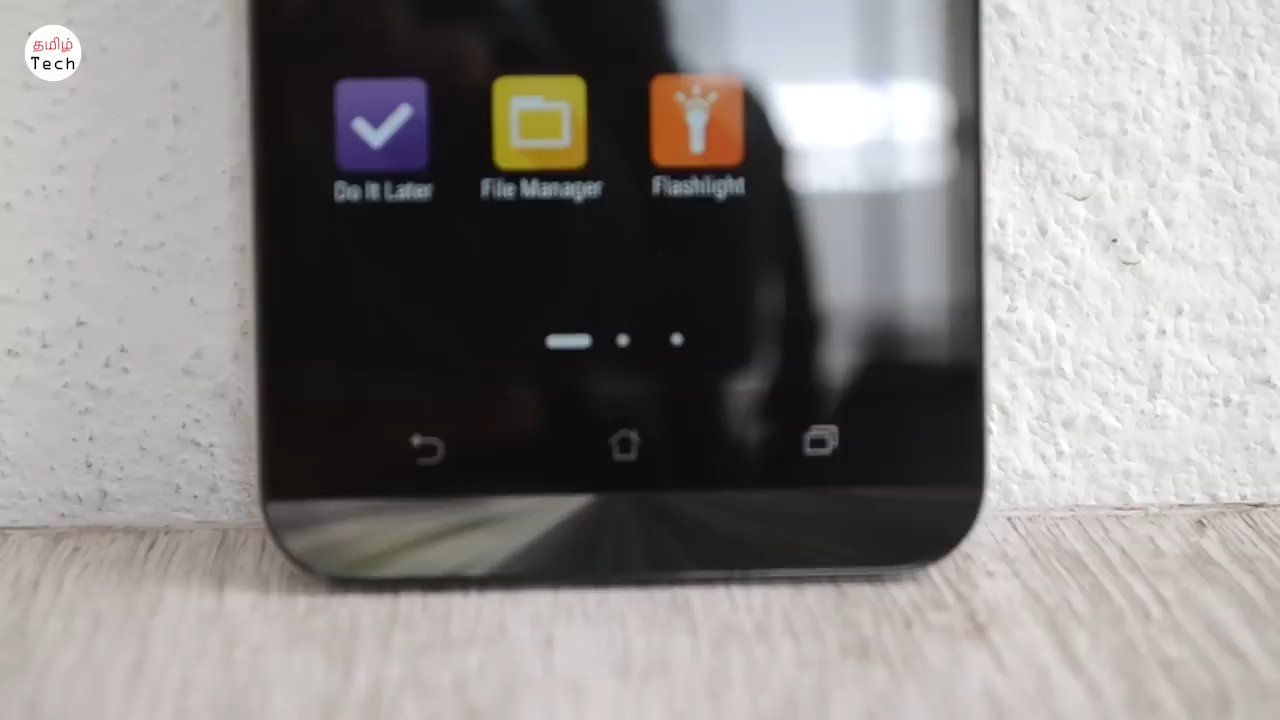 தமிழ்
Tech
Do It Later
File Manager
Flashlight